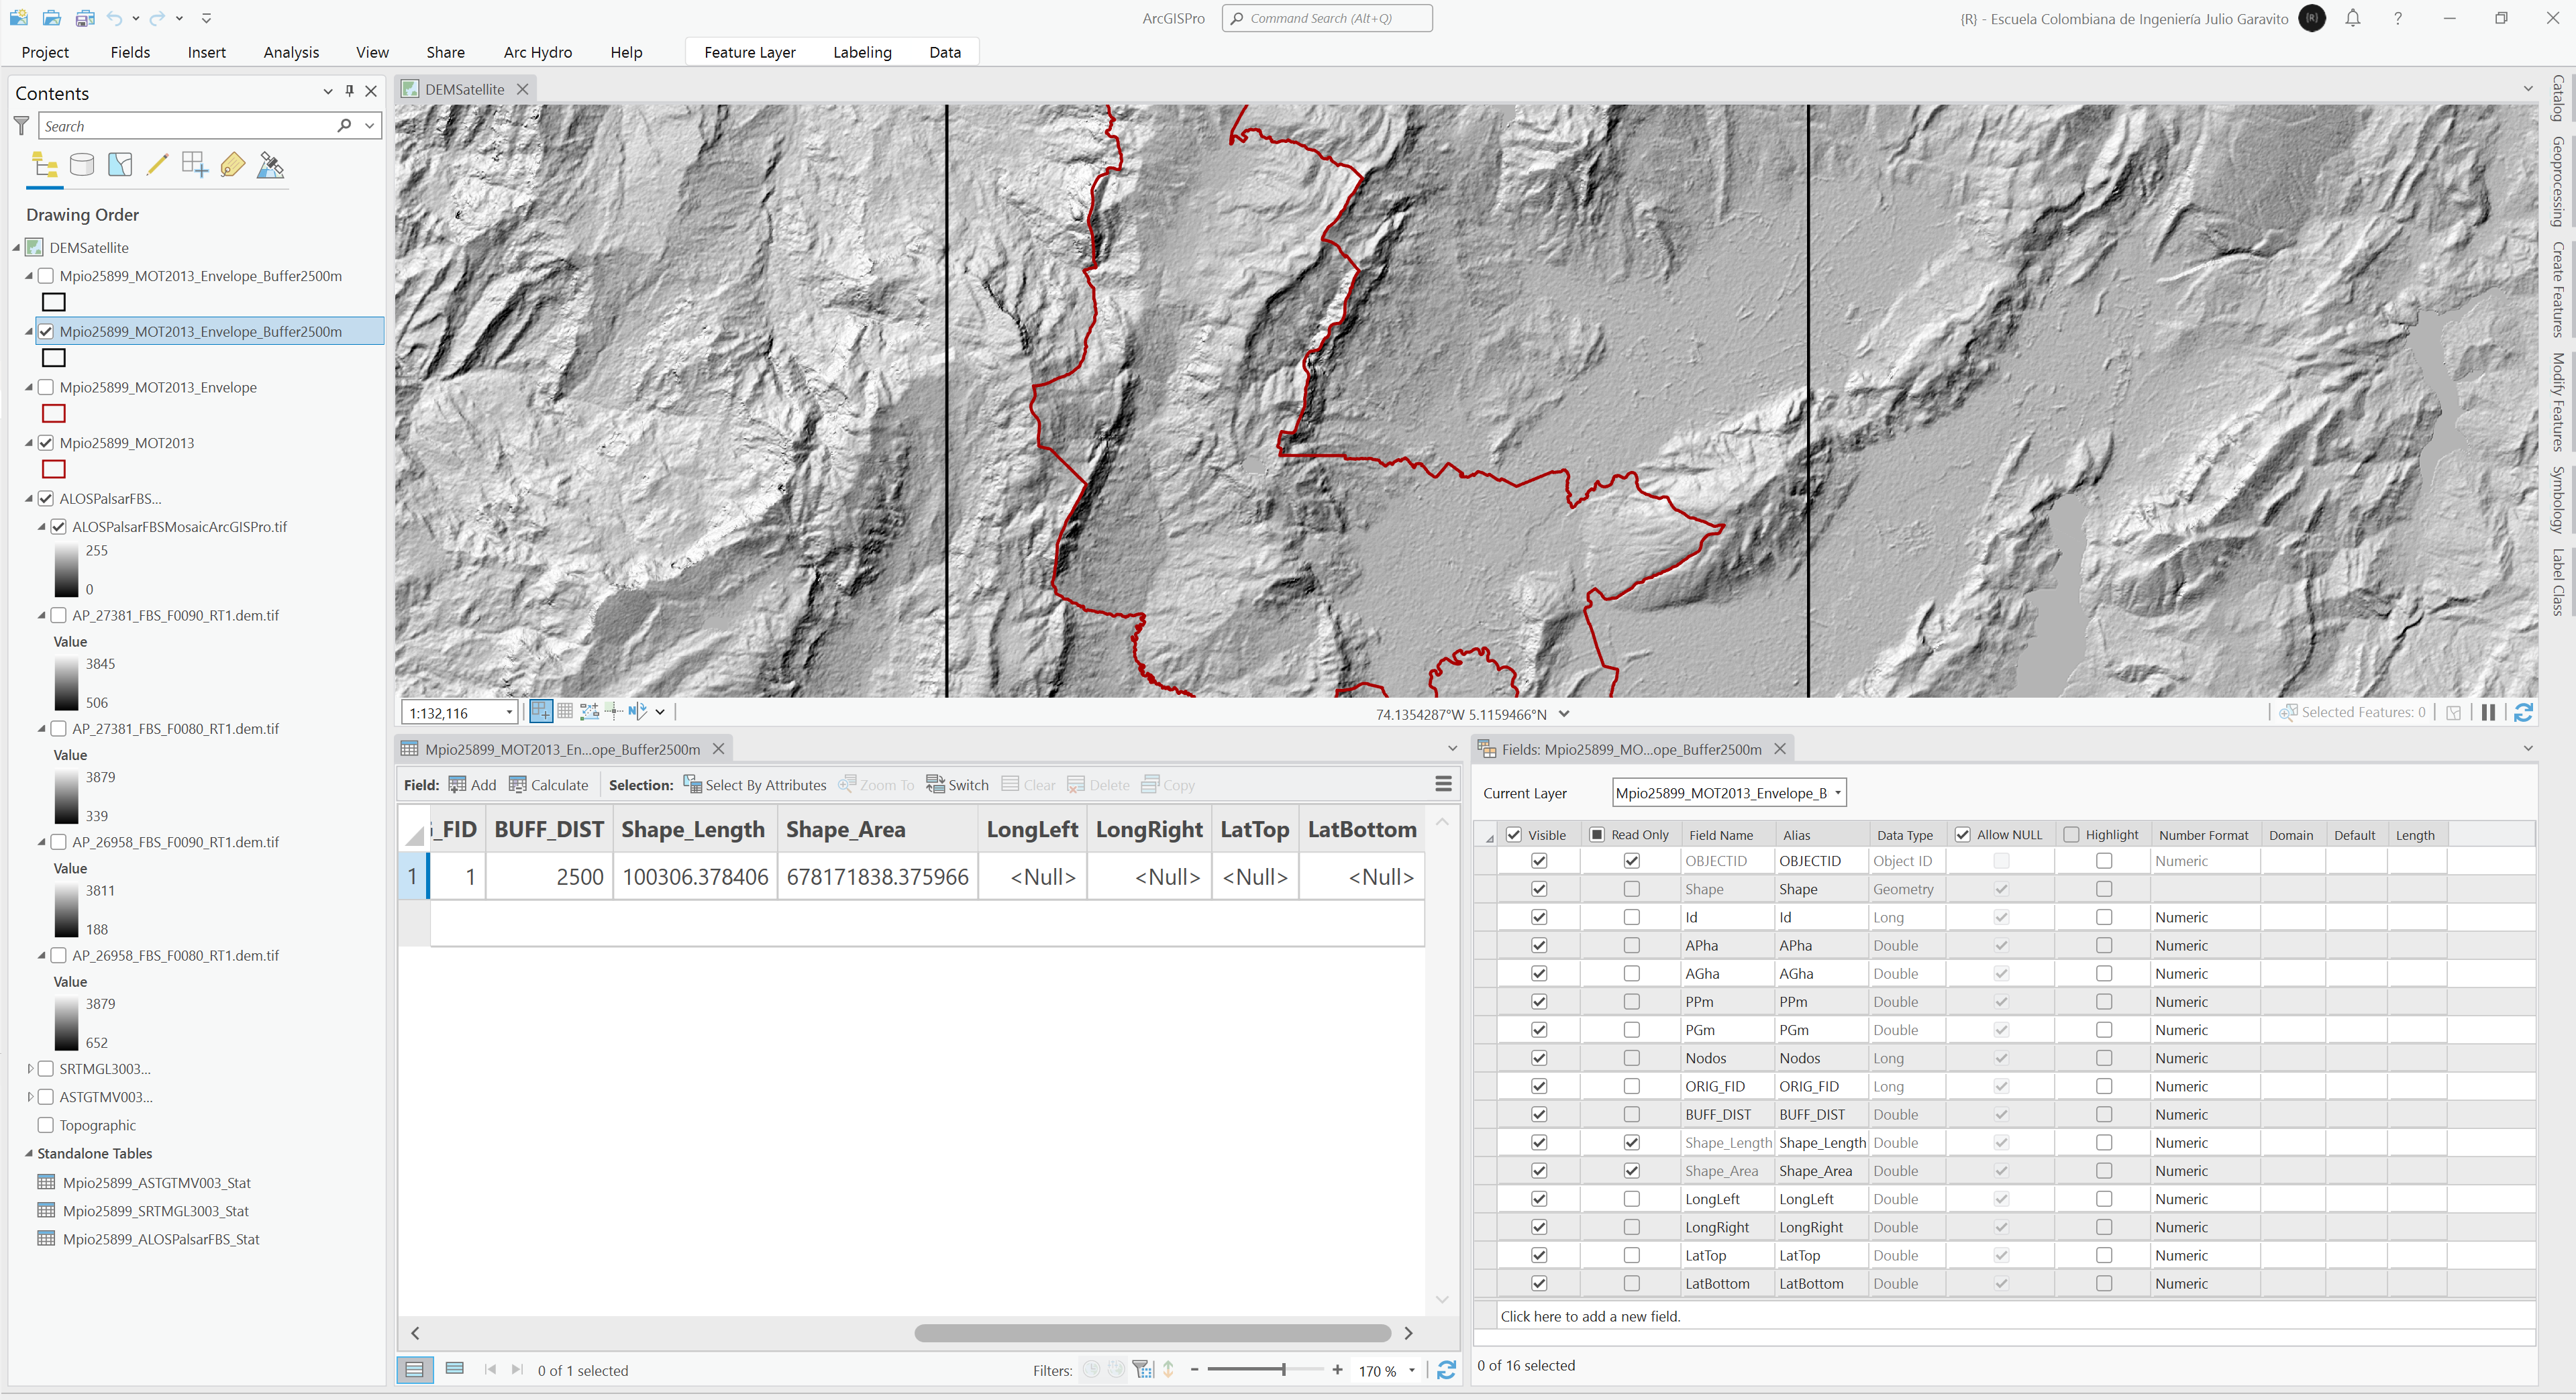 ArcGISPro
Command Search (Alt+Q)
{R} - Escuela Colombiana de Ingeniería Julio Garavito
{R}
?
Project Fields Insert Analysis View Share Arc Hydro Help Feature Layer Labeling Data
Contents
Search
Drawing Order
DEMSatellite
Mpio25899_MOT2013_Envelope_Buffer2500m
Mpio25899_MOT2013_Envelope_Buffer2500m
Mpio25899_MOT2013_Envelope
Mpio25899_MOT2013
ALOSPalsarFBS...
ALOSPalsarFBSMosaicArcGISPro.tif
255
0
AP_27381_FBS_F0090_RT1.dem.tif
Value
3845
506
AP_27381_FBS_F0080_RT1.dem.tif
Value
3879
339
AP_26958_FBS_F0090_RT1.dem.tif
Value
3811
188
AP_26958_FBS_F0080_RT1.dem.tif
Value
3879
652
SRTMGL3003...
ASTGTMV003...
Topographic
Standalone Tables
Mpio25899_ASTGTMV003_Stat
Mpio25899_SRTMGL3003_Stat
Mpio25899_ALOSPalsarFBS_Stat
DEMSatellite
1:132,116
74.1354287°W 5.1159466°N
Selected Features: 0
Mpio25899_MOT2013_En...ope_Buffer2500m
Field: Add Calculate Selection: Select By Attributes Zoom To Switch Clear Delete Copy
_FID BUFF_DIST Shape_Length Shape_Area LongLeft LongRight LatTop LatBottom
1 1 2500 100306.378406 678171838.375966 <Null> <Null> <Null> <Null>
0 of 1 selected
Filters:
- + 170 %
Fields: Mpio25899_MO...ope_Buffer2500m
Current Layer Mpio25899_MOT2013_Envelope_B
Visible Read Only Field Name Alias Data Type Allow NULL Highlight Number Format Domain Default Length
OBJECTID OBJECTID Object ID Numeric
Shape Shape Geometry
Id Id Long Numeric
APha APha Double Numeric
AGha AGha Double Numeric
PPm PPm Double Numeric
PGm PGm Double Numeric
Nodos Nodos Long Numeric
ORIG_FID ORIG_FID Long Numeric
BUFF_DIST BUFF_DIST Double Numeric
Shape_Length Shape_Length Double Numeric
Shape_Area Shape_Area Double Numeric
LongLeft LongLeft Double Numeric
LongRight LongRight Double Numeric
LatTop LatTop Double Numeric
LatBottom LatBottom Double Numeric
Click here to add a new field.
0 of 16 selected
Catalog
Geoprocessing
Create Features
Modify Features
Symbology
Label Class